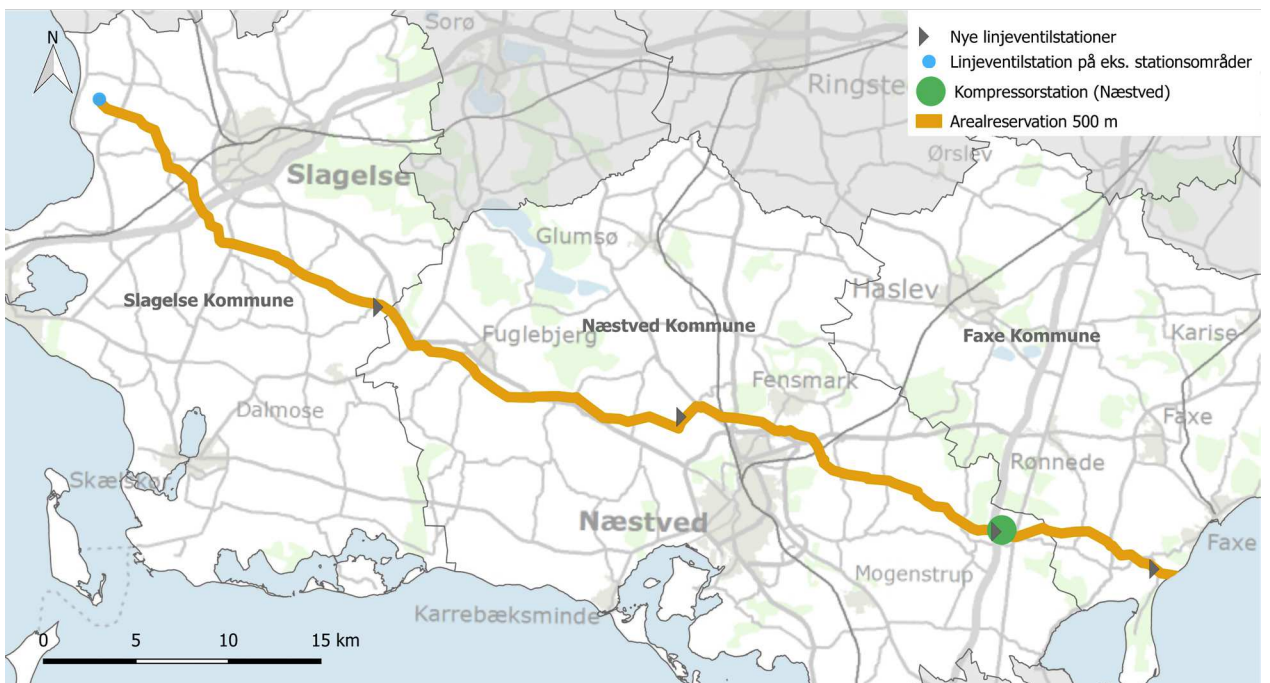 N
Sorø
Ringste
Nye linjeventilstationer
Linjeventilstation på eks. stationsområder
Kompressorstation (Næstved)
Arealreservation 500 m
Ørslev
Slagelse
Glumsø
Haslev
Slagelse Kommune
Næstved Kommune
Faxe Kommune
Karise
Fuglebjerg
Fensmark
Dalmose
Faxe
Skælskør
Rønnede
Næstved
Faxe
Mogenstrup
Karrebæksminde
0 5 10 15 km